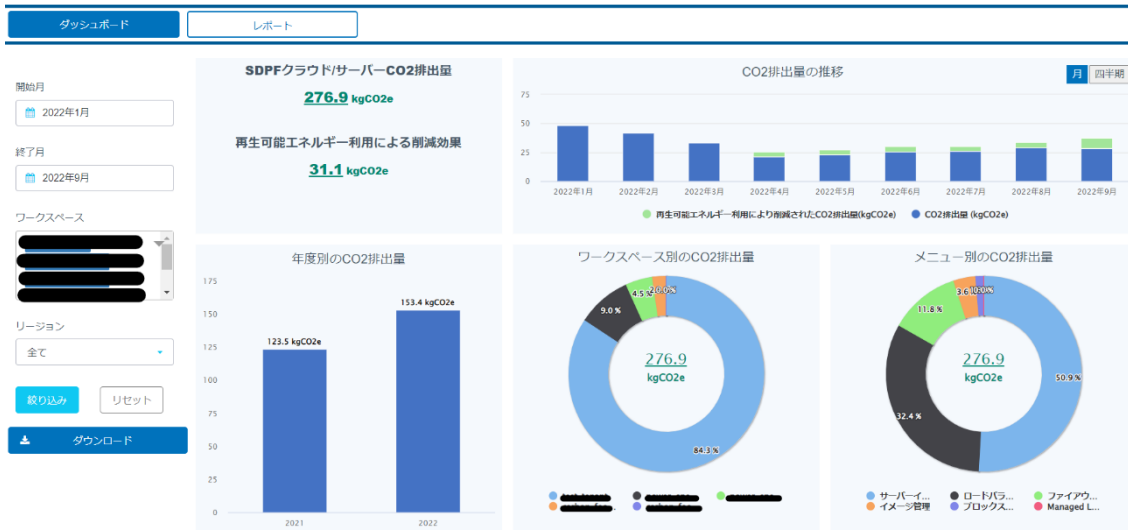 ダッシュボード
レポート
開始月
2022年1月
終了月
2022年9月
ワークスペース
リージョン
全て
絞り込み
リセット
ダウンロード
SDPFクラウド/サーバーCO2排出量
276.9 kgCO2e
再生可能エネルギー利用による削減効果
31.1 kgCO2e
CO2排出量の推移
月
四半期
75
50
25
0
2022年1月
2022年2月
2022年3月
2022年4月
2022年5月
2022年6月
2022年7月
2022年8月
2022年9月
再生可能エネルギー利用により削減されたCO2排出量(kgCO2e)
CO2排出量 (kgCO2e)
年度別のCO2排出量
175
150
125
100
75
50
25
0
123.5 kgCO2e
153.4 kgCO2e
2021
2022
ワークスペース別のCO2排出量
4.5 %
9.0 %
276.9
kgCO2e
84.3 %
メニュー別のCO2排出量
3.6
11.8 %
276.9
kgCO2e
50.9 %
32.4 %
サーバーイ...
ロードバラ...
ファイアウ...
イメージ管理
ブロックス...
Managed L...